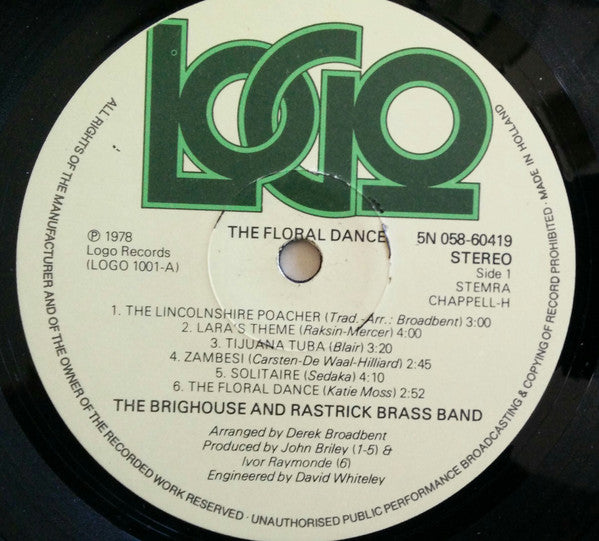 LOGO
THE FLORAL DANCE
℗ 1978
Logo Records
(LOGO 1001-A)
5N 058-60419
STEREO
Side 1
STEMRA
CHAPPELL-H
1. THE LINCOLNSHIRE POACHER (Trad.-Arr.: Broadbent) 3:00
2. LARA'S THEME (Raksin-Mercer) 4:00
3. TIJUANA TUBA (Blair) 3:20
4. ZAMBESI (Carsten-De Waal-Hilliard) 2:45
5. SOLITAIRE (Sedaka) 4:10
6. THE FLORAL DANCE (Katie Moss) 2:52
THE BRIGHOUSE AND RASTRICK BRASS BAND
Arranged by Derek Broadbent
Produced by John Briley (1-5) &
Ivor Raymonde (6)
Engineered by David Whiteley
ALL RIGHTS OF THE MANUFACTURER AND OF THE OWNER OF THE RECORDED WORK RESERVED · UNAUTHORISED PUBLIC PERFORMANCE BROADCASTING & COPYING OF RECORD PROHIBITED · MADE IN HOLLAND